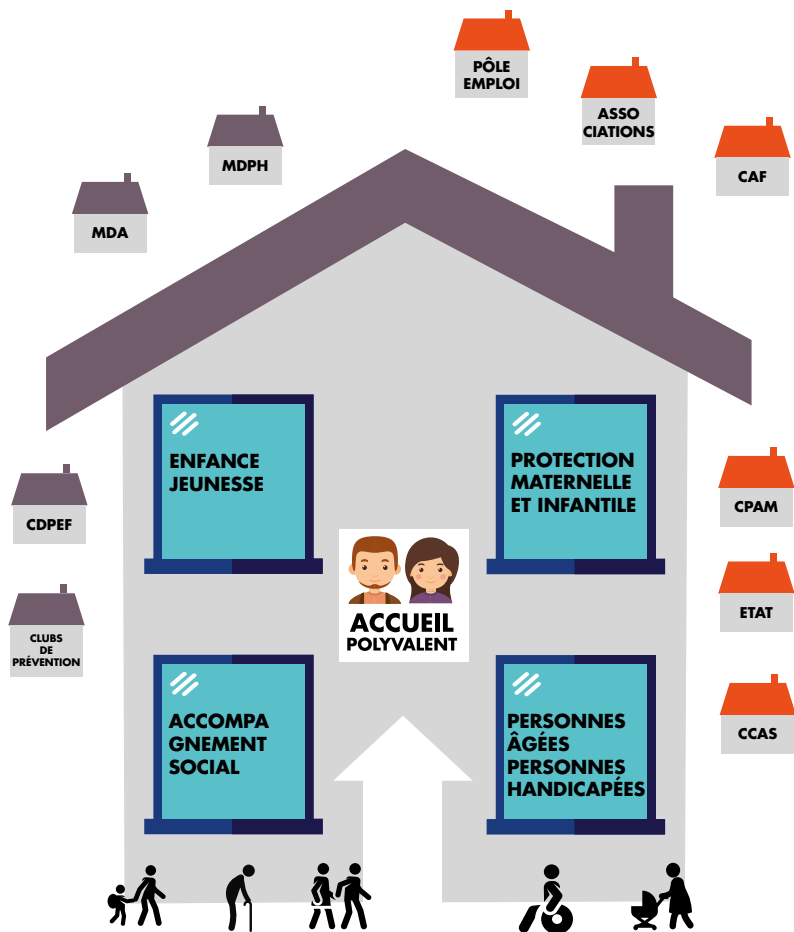 PÔLE
EMPLOI
ASSO
CIATIONS
CAF
MDPH
MDA
ENFANCE
JEUNESSE
PROTECTION
MATERNELLE
ET INFANTILE
CDPEF
CPAM
ACCUEIL
POLYVALENT
ETAT
CLUBS
DE
PRÉVENTION
ACCOMPA
GNEMENT
SOCIAL
PERSONNES
ÂGÉES
PERSONNES
HANDICAPÉES
CCAS